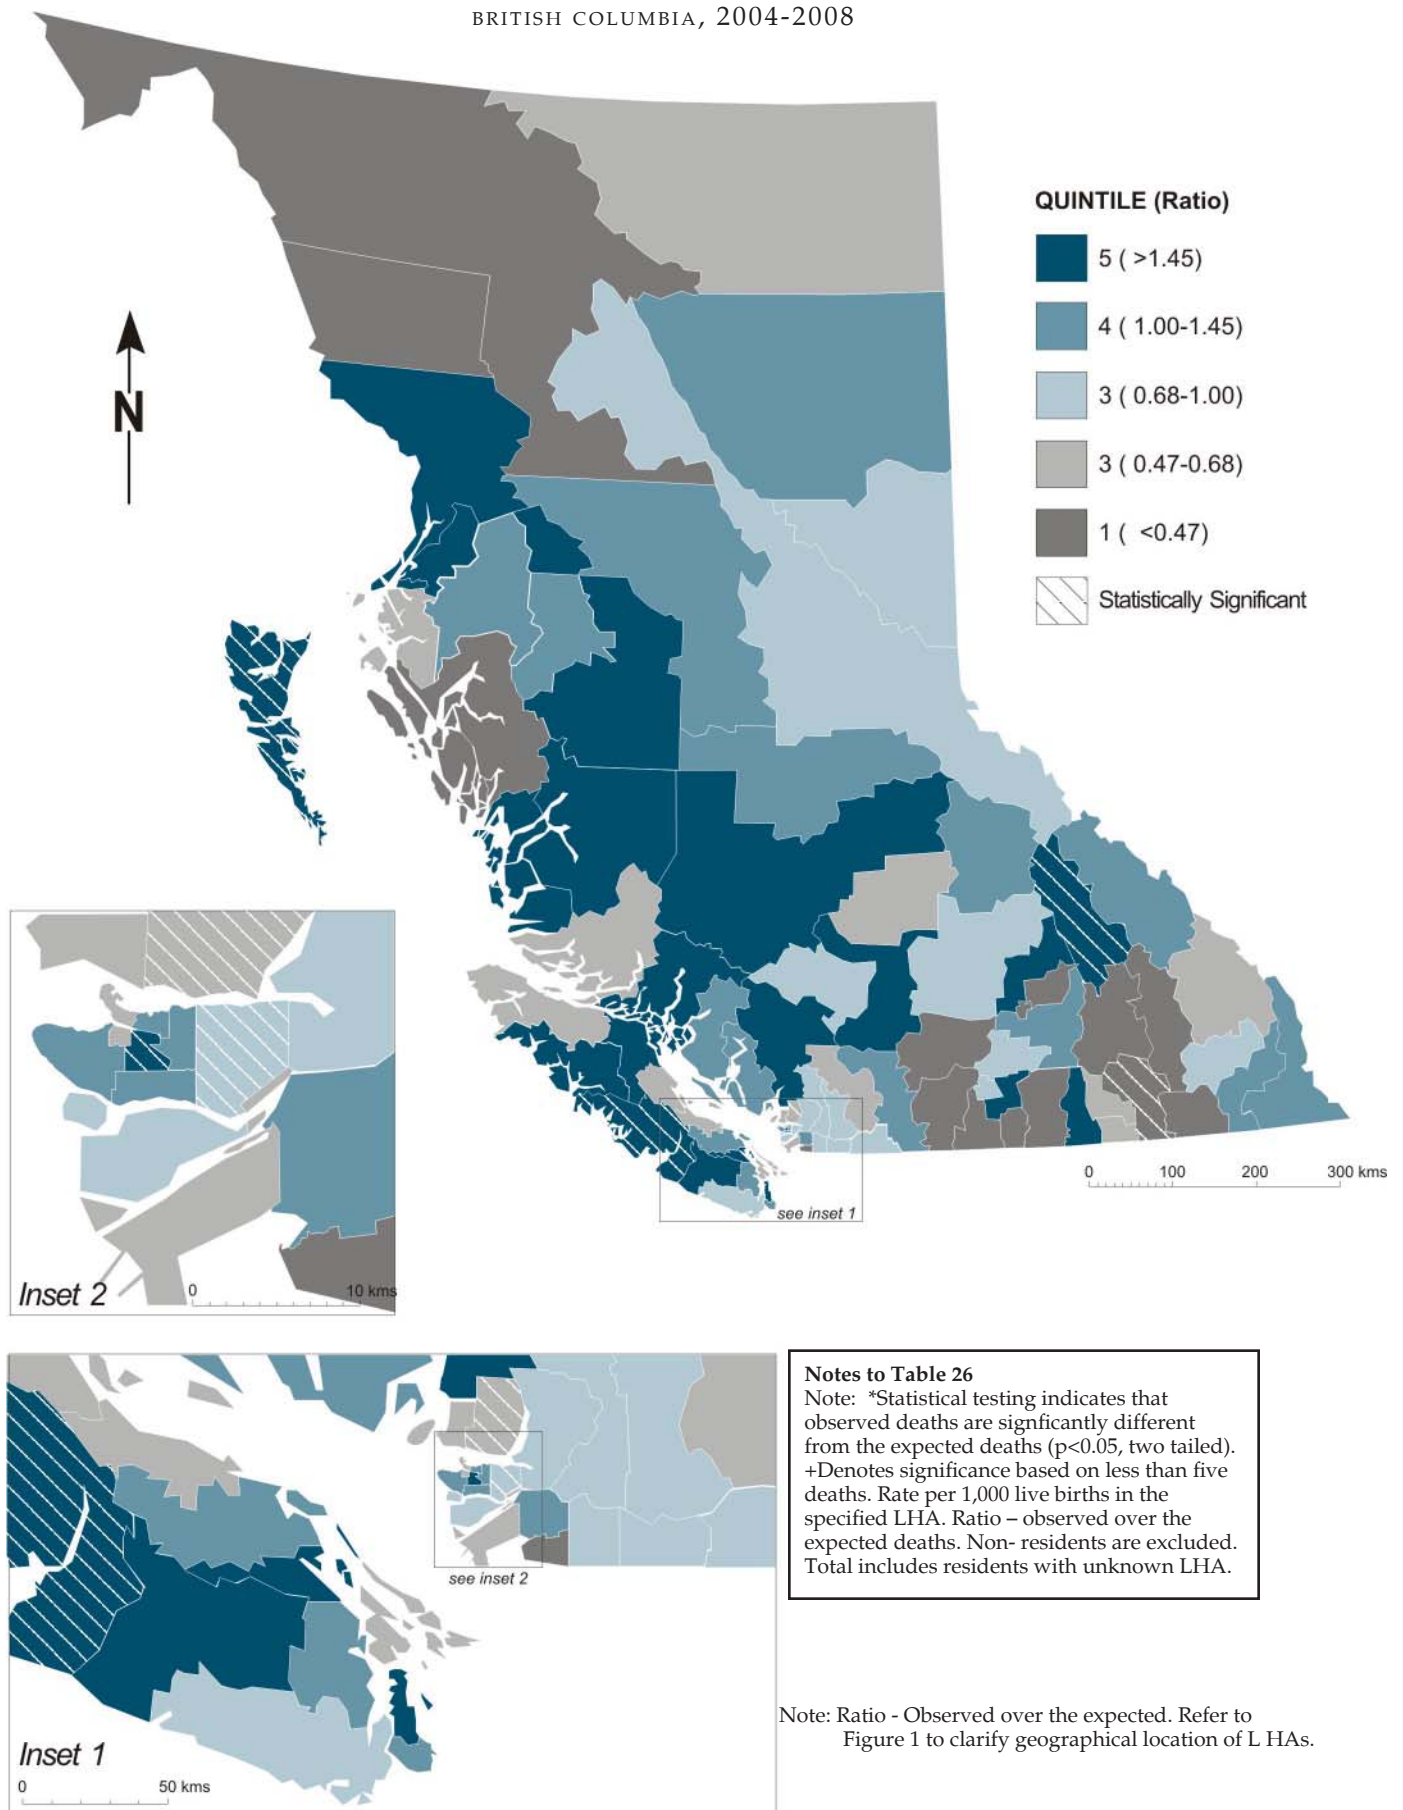 BRITISH COLUMBIA, 2004-2008
QUINTILE (Ratio)
5 ( >1.45)
4 ( 1.00-1.45)
3 ( 0.68-1.00)
3 ( 0.47-0.68)
1 ( <0.47)
Statistically Significant
N
0 100 200 300 kms
see inset 1
Inset 2
0 10 kms
Notes to Table 26
Note: *Statistical testing indicates that
observed deaths are signficantly different
from the expected deaths (p<0.05, two tailed).
+Denotes significance based on less than five
deaths. Rate per 1,000 live births in the
specified LHA. Ratio – observed over the
expected deaths. Non- residents are excluded.
Total includes residents with unknown LHA.
see inset 2
Inset 1
0 50 kms
Note: Ratio - Observed over the expected. Refer to
Figure 1 to clarify geographical location of L HAs.